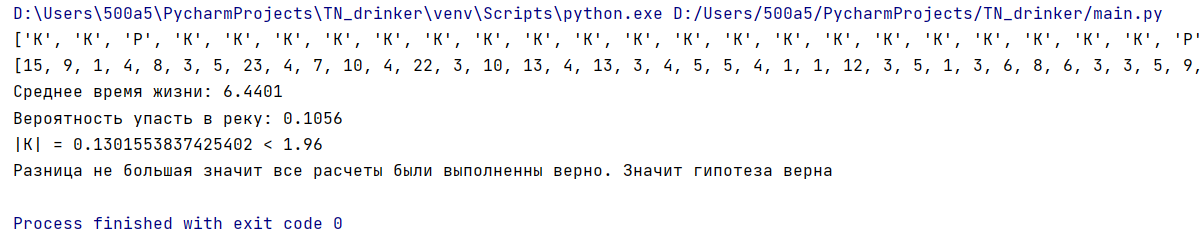 D:\Users\500a5\PycharmProjects\TN_drinker\venv\Scripts\python.exe D:/Users/500a5/PycharmProjects/TN_drinker/main.py
['К', 'К', 'Р', 'К', 'К', 'К', 'К', 'К', 'К', 'К', 'К', 'К', 'К', 'К', 'К', 'К', 'К', 'К', 'К', 'К', 'К', 'К', 'К', 'Р'
[15, 9, 1, 4, 8, 3, 5, 23, 4, 7, 10, 4, 22, 3, 10, 13, 4, 13, 3, 4, 5, 5, 4, 1, 1, 12, 3, 5, 1, 3, 6, 8, 6, 3, 3, 5, 9,
Среднее время жизни: 6.4401
Вероятность упасть в реку: 0.1056
|K| = 0.1301553837425402 < 1.96
Разница не большая значит все расчеты были выполненны верно. Значит гипотеза верна
Process finished with exit code 0